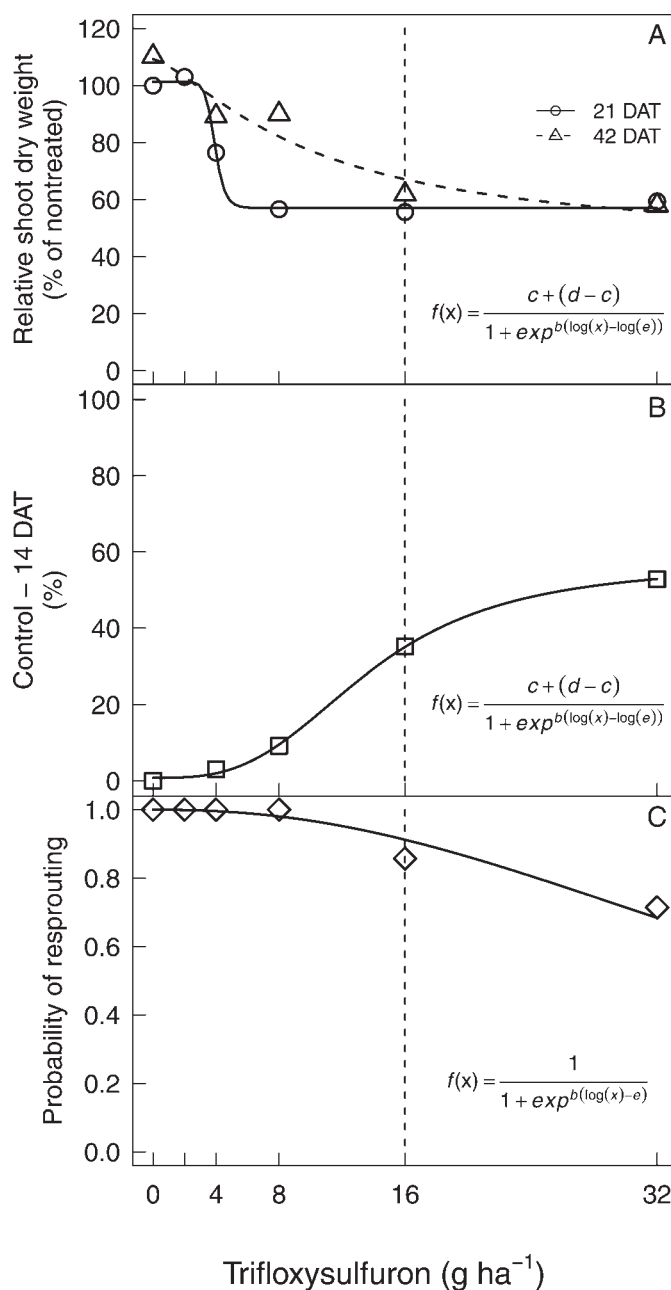 A
120
100
80
60
40
20
0
Relative shoot dry weight
(% of nontreated)
21 DAT
42 DAT
f(x) = c + (d − c) / 1 + exp^{b(log(x)−log(e))}
B
100
80
60
40
20
0
Control − 14 DAT
(%)
f(x) = c + (d − c) / 1 + exp^{b(log(x)−log(e))}
C
1.0
0.8
0.6
0.4
0.2
0.0
Probability of resprouting
f(x) = 1 / 1 + exp^{b(log(x)−e)}
0 4 8 16 32
Trifloxysulfuron (g ha⁻¹)